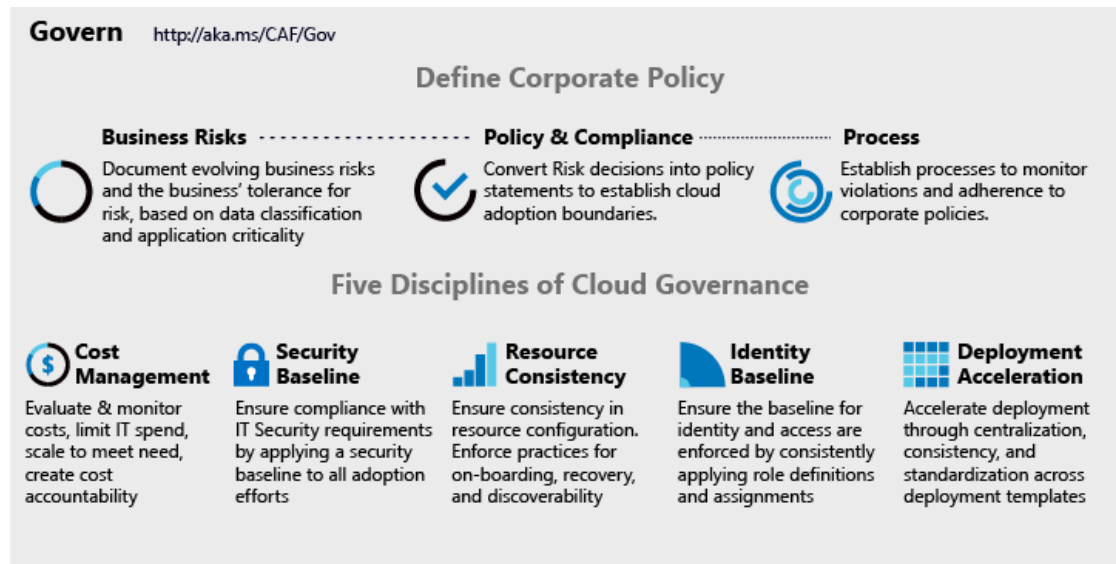 Govern http://aka.ms/CAF/Gov
Define Corporate Policy
Business Risks
Document evolving business risks
and the business' tolerance for
risk, based on data classification
and application criticality
Policy & Compliance
Convert Risk decisions into policy
statements to establish cloud
adoption boundaries.
Process
Establish processes to monitor
violations and adherence to
corporate policies.
Five Disciplines of Cloud Governance
$
Cost
Management
Evaluate & monitor
costs, limit IT spend,
scale to meet need,
create cost
accountability
Security
Baseline
Ensure compliance with
IT Security requirements
by applying a security
baseline to all adoption
efforts
Resource
Consistency
Ensure consistency in
resource configuration.
Enforce practices for
on-boarding, recovery,
and discoverability
Identity
Baseline
Ensure the baseline for
identity and access are
enforced by consistently
applying role definitions
and assignments
Deployment
Acceleration
Accelerate deployment
through centralization,
consistency, and
standardization across
deployment templates